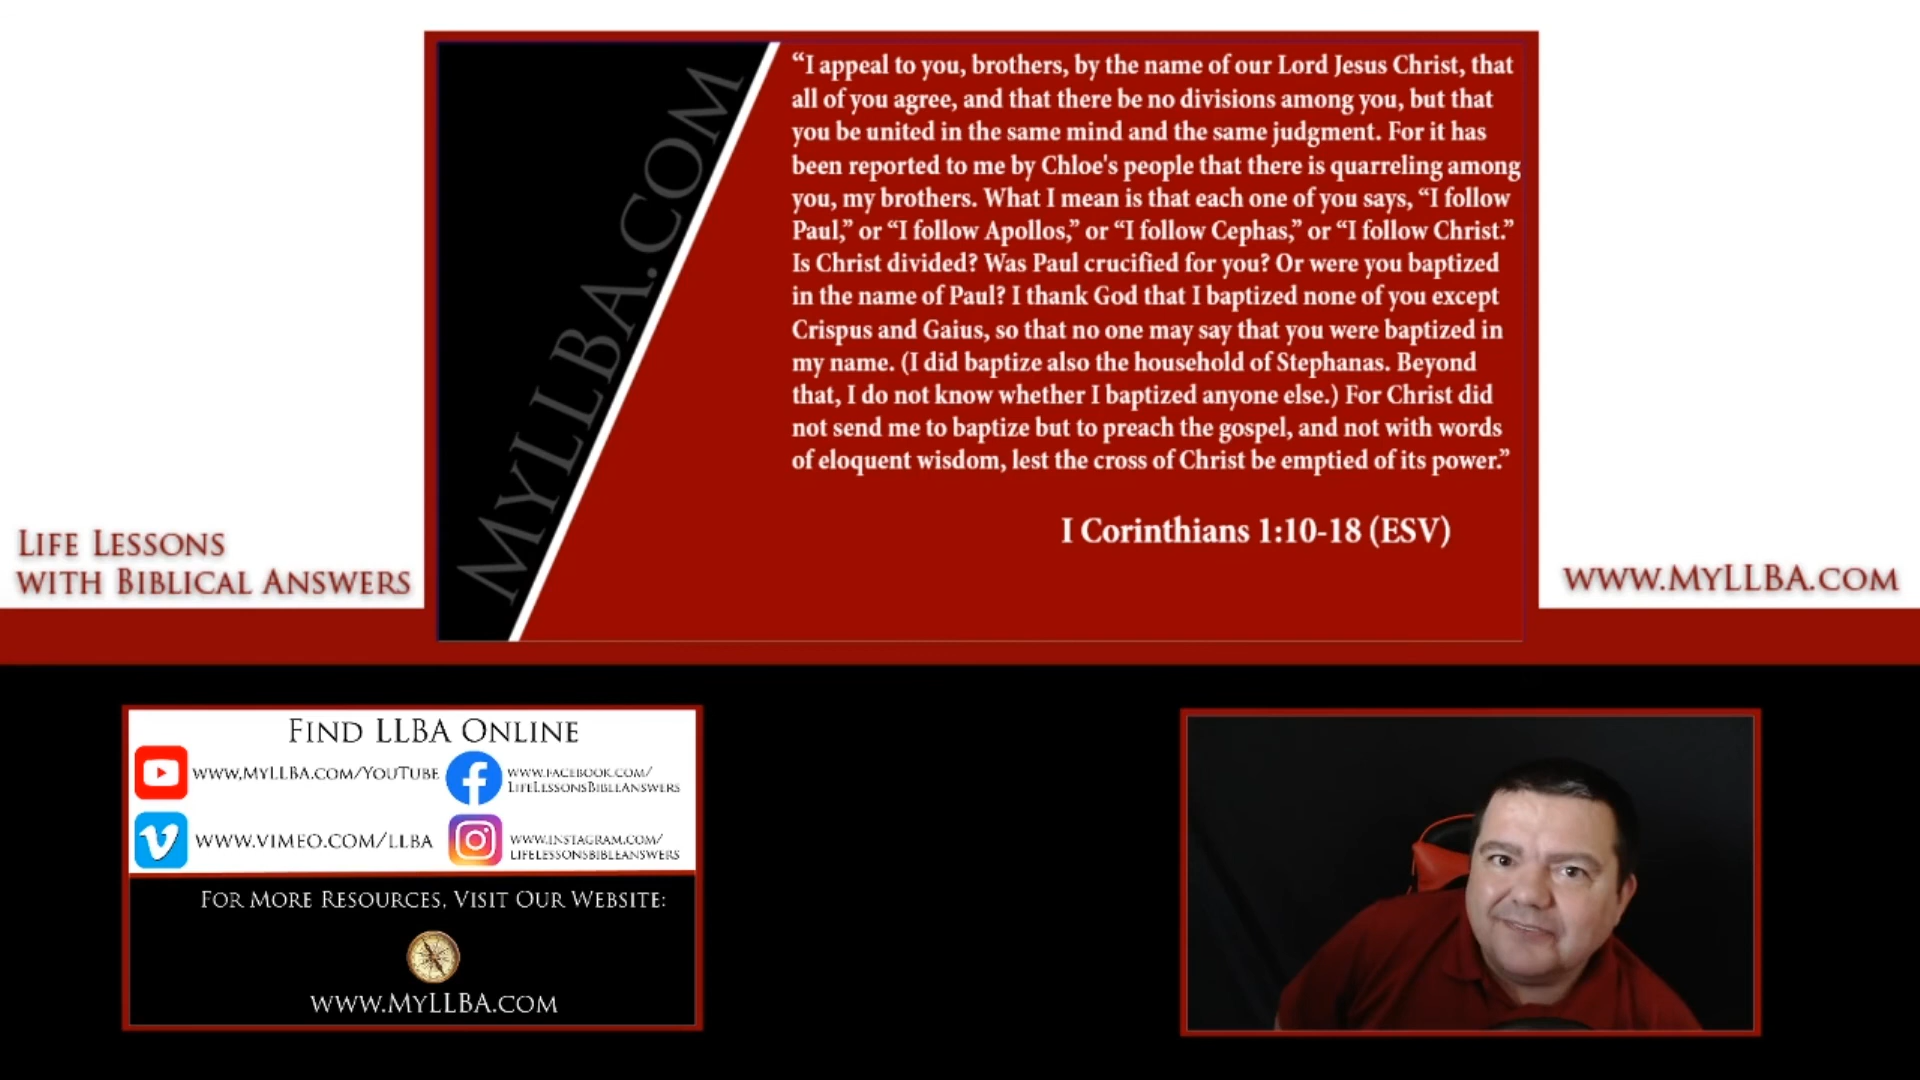 “I appeal to you, brothers, by the name of our Lord Jesus Christ, that
all of you agree, and that there be no divisions among you, but that
you be united in the same mind and the same judgment. For it has
been reported to me by Chloe's people that there is quarreling among
you, my brothers. What I mean is that each one of you says, “I follow
Paul,” or “I follow Apollos,” or “I follow Cephas,” or “I follow Christ.”
Is Christ divided? Was Paul crucified for you? Or were you baptized
in the name of Paul? I thank God that I baptized none of you except
Crispus and Gaius, so that no one may say that you were baptized in
my name. (I did baptize also the household of Stephanas. Beyond
that, I do not know whether I baptized anyone else.) For Christ did
not send me to baptize but to preach the gospel, and not with words
of eloquent wisdom, lest the cross of Christ be emptied of its power.”
I Corinthians 1:10-18 (ESV)
MyLLBA.com
Life Lessons
with Biblical Answers
www.MyLLBA.com
Find LLBA Online
www.MyLLBA.com/YouTube
www.facebook.com/
LifeLessonsBiblAnswers
www.vimeo.com/llba
www.instagram.com/
lifelessonsbibleanswers
For More Resources, Visit Our Website:
www.MyLLBA.com